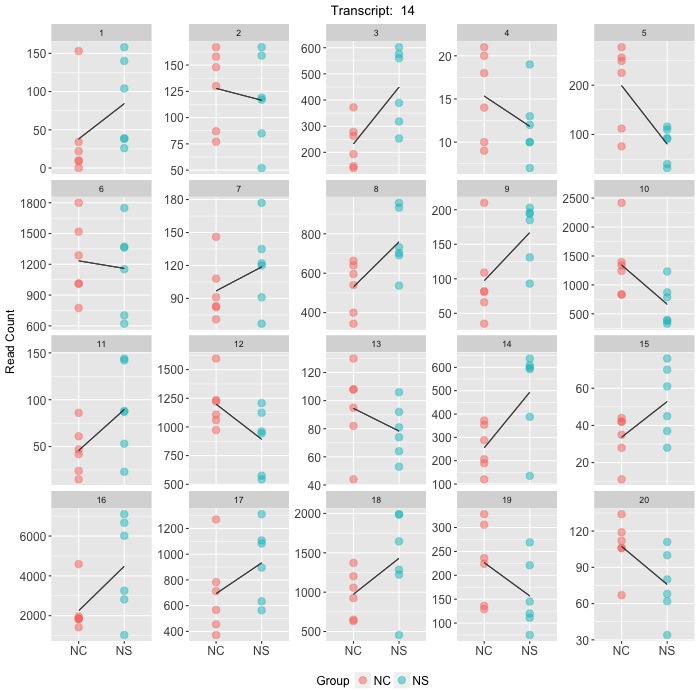 Transcript: 14
1 2 3 4 5
150 100 50 0
150 125 100 75 50
600 500 400 300 200
20 15 10
200 100
6 7 8 9 10
1800 1500 1200 900 600
180 150 120 90
800 600 400
200 150 100 50
2500 2000 1500 1000 500
Read Count
11 12 13 14 15
150 100 50
1500 1250 1000 750 500
120 100 80 60 40
600 500 400 300 200 100
60 40 20
16 17 18 19 20
6000 4000 2000
1200 1000 800 600 400
2000 1500 1000 500
300 200 100
120 90 60 30
NC NS NC NS NC NS NC NS NC NS
Group NC NS